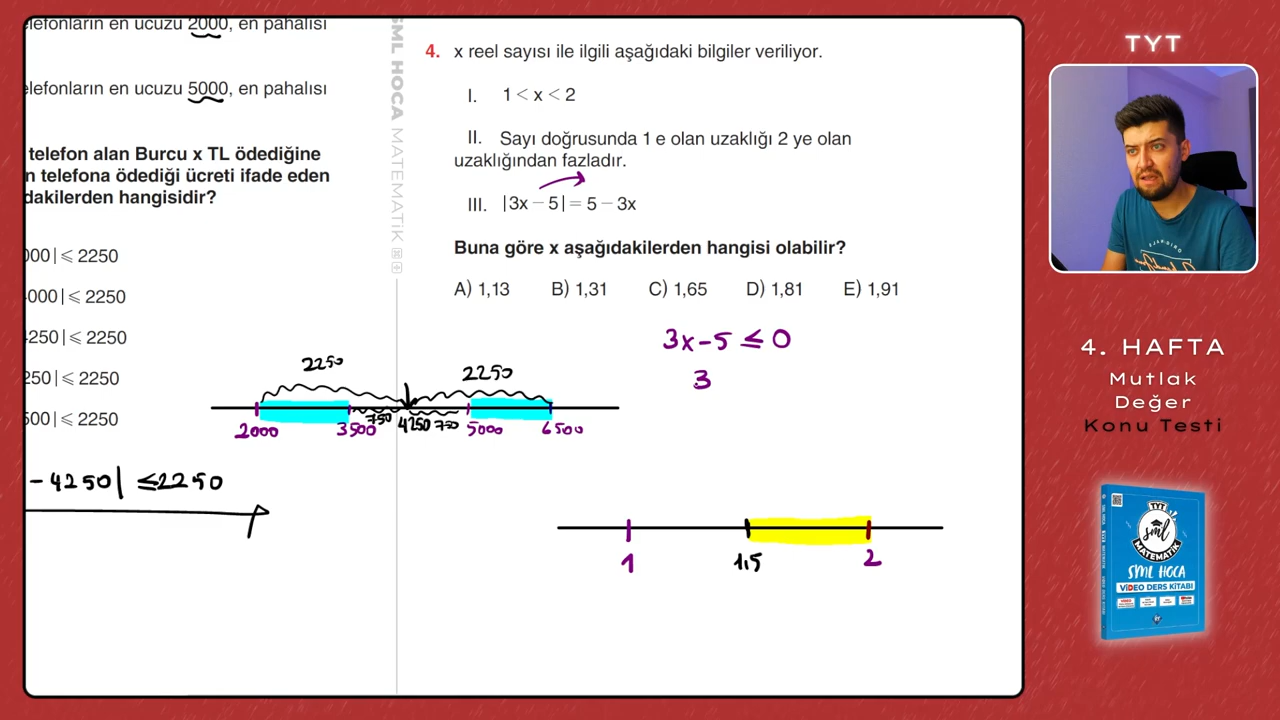 elefonların en ucuzu 2000, en pahalısı
elefonların en ucuzu 5000, en pahalısı
telefon alan Burcu x TL ödediğine
n telefona ödediği ücreti ifade eden
dakilerden hangisidir?
000| ⩽ 2250
000| ⩽ 2250
250| ⩽ 2250
250| ⩽ 2250
500| ⩽ 2250
2250
2250
2000 3500 750 4250 750 5000 6500
- 4250| ≤2250
SML HOCA MATEMATİK
4. x reel sayısı ile ilgili aşağıdaki bilgiler veriliyor.
I. 1 < x < 2
II. Sayı doğrusunda 1 e olan uzaklığı 2 ye olan
uzaklığından fazladır.
III. |3x − 5| = 5 − 3x
Buna göre x aşağıdakilerden hangisi olabilir?
A) 1,13 B) 1,31 C) 1,65 D) 1,81 E) 1,91
3x-5 ≤ 0
3
1 1,5 2
TYT
4. HAFTA
Mutlak
Değer
Konu Testi
TYT
sml
MATEMATİK
SML HOCA
VİDEO DERS KİTABI